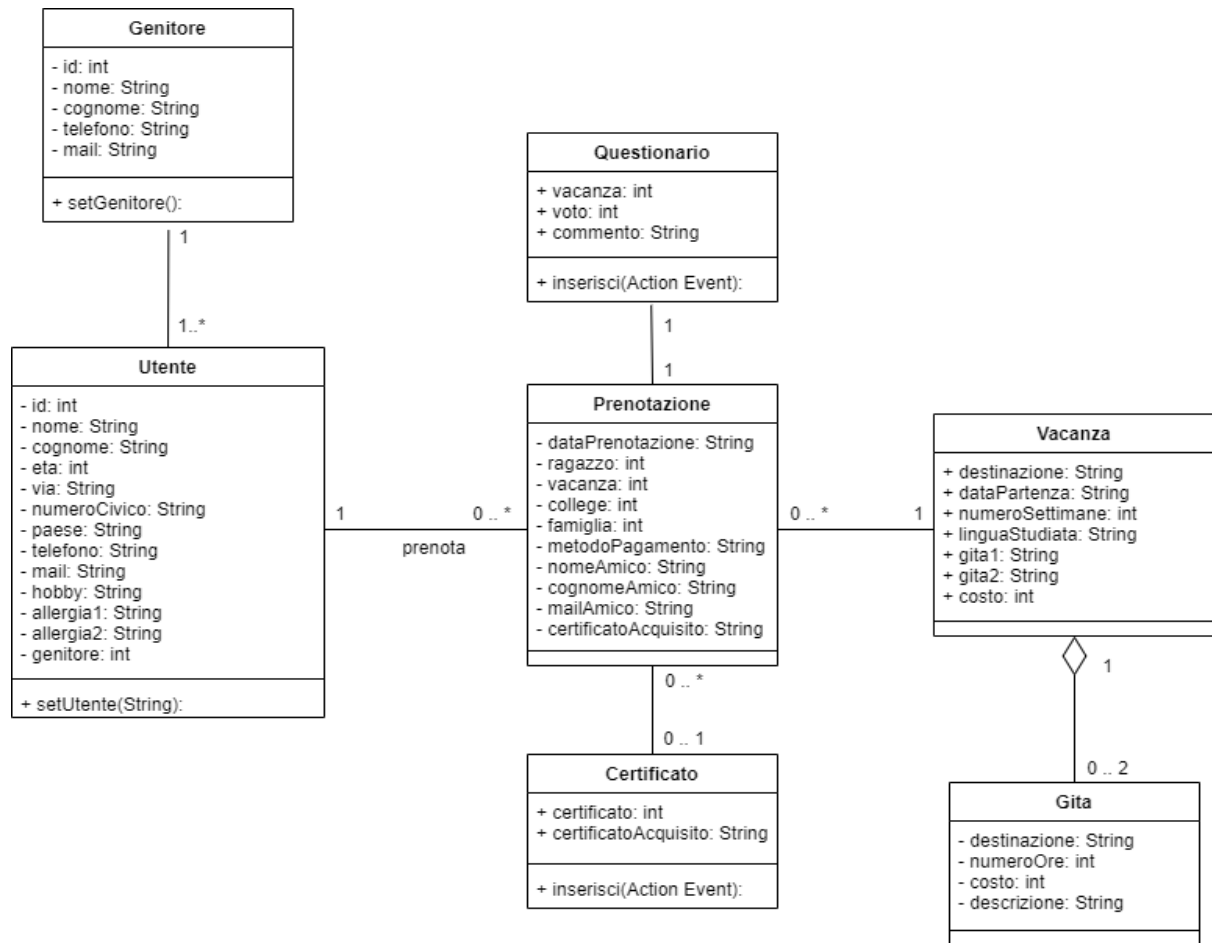 Genitore
- id: int
- nome: String
- cognome: String
- telefono: String
- mail: String
+ setGenitore():
1
1..*
Utente
- id: int
- nome: String
- cognome: String
- eta: int
- via: String
- numeroCivico: String
- paese: String
- telefono: String
- mail: String
- hobby: String
- allergia1: String
- allergia2: String
- genitore: int
+ setUtente(String):
1
0 .. *
prenota
Questionario
+ vacanza: int
+ voto: int
+ commento: String
+ inserisci(Action Event):
1
1
Prenotazione
- dataPrenotazione: String
- ragazzo: int
- vacanza: int
- college: int
- famiglia: int
- metodoPagamento: String
- nomeAmico: String
- cognomeAmico: String
- mailAmico: String
- certificatoAcquisito: String
0 .. *
0 .. 1
Certificato
+ certificato: int
+ certificatoAcquisito: String
+ inserisci(Action Event):
0 .. *
1
Vacanza
+ destinazione: String
+ dataPartenza: String
+ numeroSettimane: int
+ linguaStudiata: String
+ gita1: String
+ gita2: String
+ costo: int
1
0 .. 2
Gita
- destinazione: String
- numeroOre: int
- costo: int
- descrizione: String